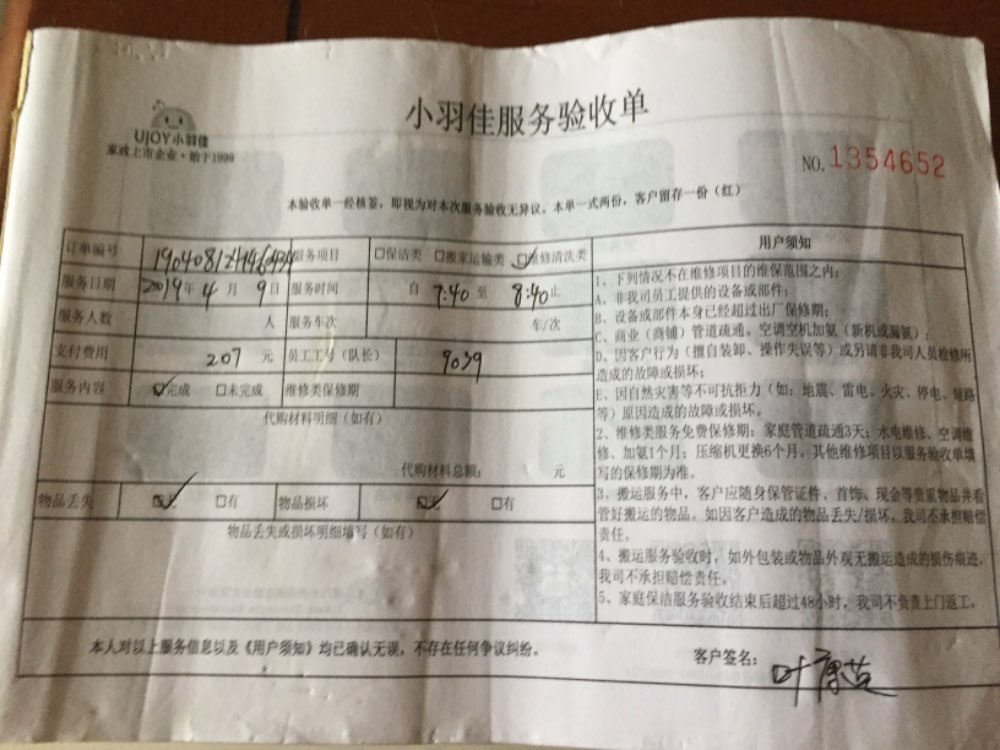 小羽佳服务验收单
UJOY小羽佳
家政上市企业·始于1999
NO.1354652
本验收单一经核签，即视为对本次服务验收无异议。本单一式两份，客户留存一份（红）
订单编号 服务项目 □保洁类 □搬家运输类 ☑维修清洗类
服务日期 2019年4月9日 服务时间 自 7:40 至 8:40 止
服务人数 人 服务车次 车/次
支付费用 207 元 员工工号（队长） 9039
服务内容 ☑完成 □未完成 维修类保修期
代购材料明细（如有）
代购材料总额： 元
物品丢失 ☑ □有 物品损坏 ☑ □有
物品丢失或损坏明细填写（如有）
用户须知
1、下列情况不在维修项目的维保范围之内：
A、非我司员工提供的设备或部件；
B、设备或部件本身已经超过出厂保修期；
C、商业（商铺）管道疏通、空调空机加氨（新机或漏氨）；
D、因客户行为（擅自装卸、操作失误等）或另请非我司人员检修所
造成的故障或损坏；
E、因自然灾害等不可抗拒力（如：地震、雷电、火灾、停电、短路
等）原因造成的故障或损坏。
2、维修类服务免费保修期：家庭管道疏通3天；水电维修、空调维
修、加氨1个月；压缩机更换6个月。其他维修项目以服务验收单填
写的保修期为准。
3、搬运服务中，客户应随身保管证件、首饰、现金等贵重物品并看
管好搬运的物品。如因客户造成的物品丢失/损坏，我司不承担赔偿
责任。
4、搬运服务验收时，如外包装或物品外观无搬运造成的损伤痕迹，
我司不承担赔偿责任。
5、家庭保洁服务验收结束后超过48小时，我司不负责上门返工。
本人对以上服务信息以及《用户须知》均已确认无误，不存在任何争议纠纷。
客户签名： 叶康